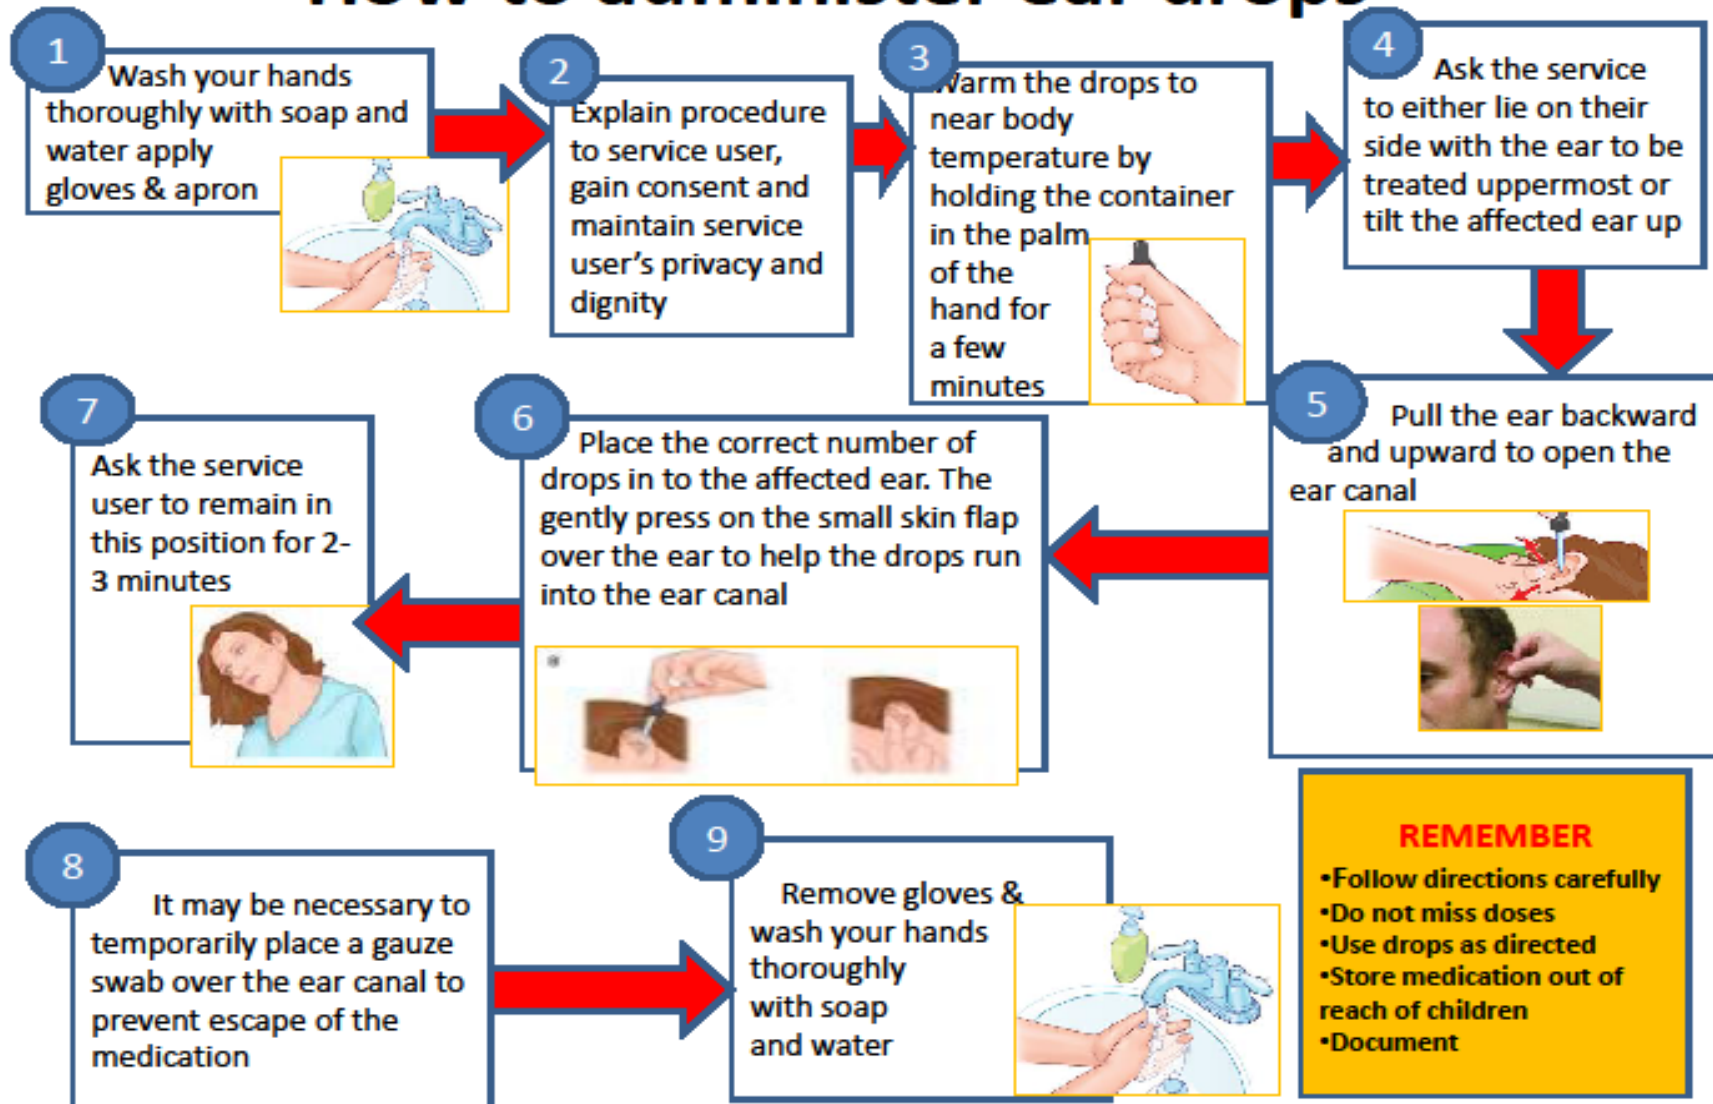 How to administer ear drops
1
Wash your hands
thoroughly with soap and
water apply
gloves & apron
2
Explain procedure
to service user,
gain consent and
maintain service
user's privacy and
dignity
3
Warm the drops to
near body
temperature by
holding the container
in the palm
of the
hand for
a few
minutes
4
Ask the service
to either lie on their
side with the ear to be
treated uppermost or
tilt the affected ear up
5
Pull the ear backward
and upward to open the
ear canal
6
Place the correct number of
drops in to the affected ear. The
gently press on the small skin flap
over the ear to help the drops run
into the ear canal
7
Ask the service
user to remain in
this position for 2-
3 minutes
8
It may be necessary to
temporarily place a gauze
swab over the ear canal to
prevent escape of the
medication
9
Remove gloves &
wash your hands
thoroughly
with soap
and water
REMEMBER
•Follow directions carefully
•Do not miss doses
•Use drops as directed
•Store medication out of
reach of children
•Document